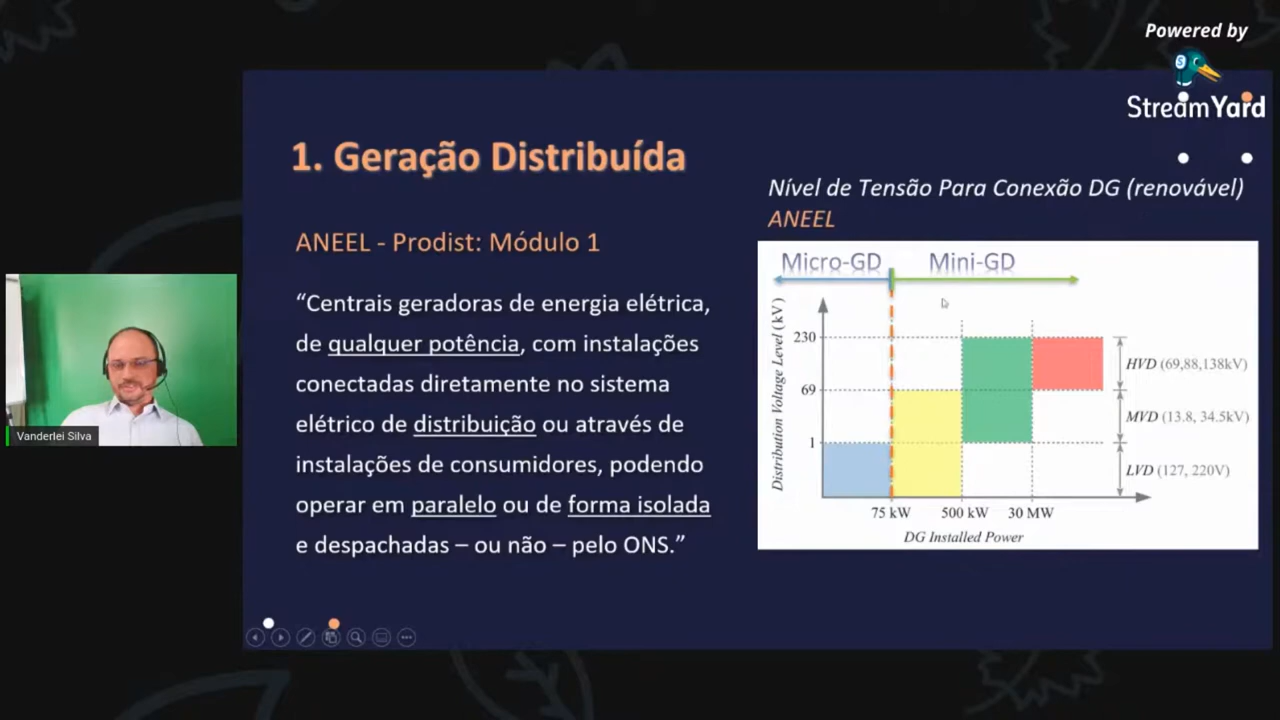 Powered by
StreamYard
1. Geração Distribuída
ANEEL - Prodist: Módulo 1
“Centrais geradoras de energia elétrica,
de qualquer potência, com instalações
conectadas diretamente no sistema
elétrico de distribuição ou através de
instalações de consumidores, podendo
operar em paralelo ou de forma isolada
e despachadas – ou não – pelo ONS.”
Nível de Tensão Para Conexão DG (renovável)
ANEEL
Micro-GD
Mini-GD
Distribution Voltage Level (kV)
230
69
1
HVD (69,88,138kV)
MVD (13.8, 34.5kV)
LVD (127, 220V)
75 kW
500 kW
30 MW
DG Installed Power
Vanderlei Silva